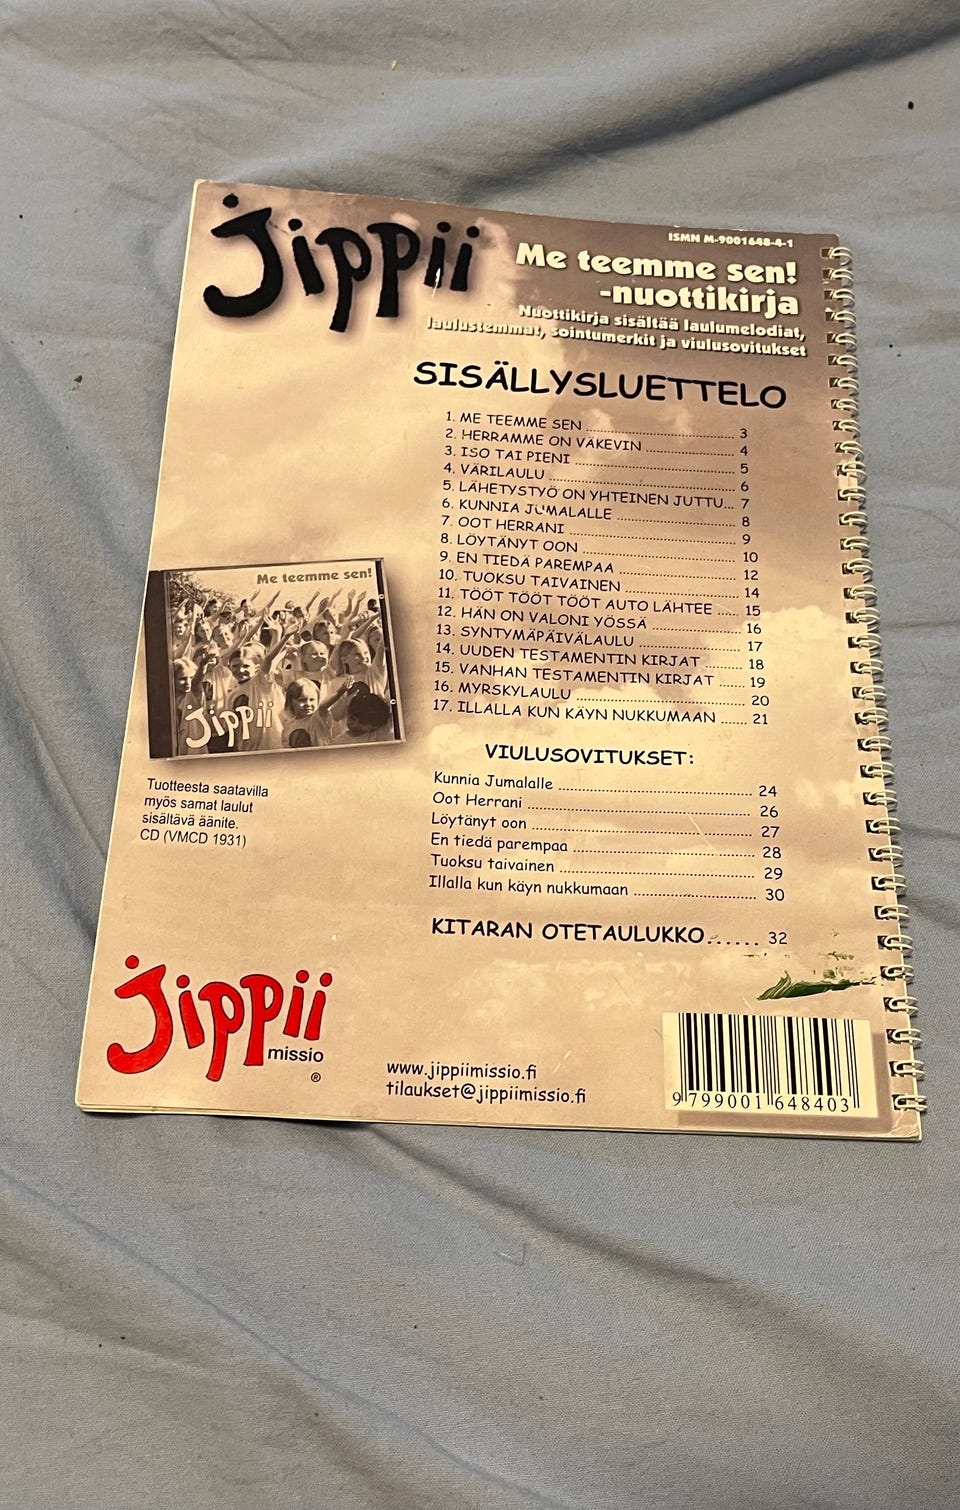 Jippii
ISMN M-9001648-4-1
Me teemme sen!
-nuottikirja
Nuottikirja sisältää laulumelodiat,
laulustemmat, sointumerkit ja viulusovitukset
SISÄLLYSLUETTELO
1. ME TEEMME SEN ........................ 3
2. HERRAMME ON VÄKEVIN ................ 4
3. ISO TAI PIENI ........................ 5
4. VÄRILAULU ........................ 6
5. LÄHETYSTYÖ ON YHTEINEN JUTTU... 7
6. KUNNIA JUMALALLE ................ 8
7. OOT HERRANI ........................ 9
8. LÖYTÄNYT OON ........................ 10
9. EN TIEDÄ PAREMPAA ................ 12
10. TUOKSU TAIVAINEN ................ 14
11. TÖÖT TÖÖT TÖÖT AUTO LÄHTEE ..... 15
12. HÄN ON VALONI YÖSSÄ ................ 16
13. SYNTYMÄPÄIVÄLAULU ................ 17
14. UUDEN TESTAMENTIN KIRJAT ........ 18
15. VANHAN TESTAMENTIN KIRJAT ....... 19
16. MYRSKYLAULU ........................ 20
17. ILLALLA KUN KÄYN NUKKUMAAN ...... 21
VIULUSOVITUKSET:
Kunnia Jumalalle ........................ 24
Oot Herrani ........................ 26
Löytänyt oon ........................ 27
En tiedä parempaa ........................ 28
Tuoksu taivainen ........................ 29
Illalla kun käyn nukkumaan ................ 30
KITARAN OTETAULUKKO...... 32
Me teemme sen!
Jippii
Tuotteesta saatavilla
myös samat laulut
sisältävä äänite.
CD (VMCD 1931)
Jippii
missio
®
www.jippiimissio.fi
tilaukset@jippiimissio.fi
9 799001 648403